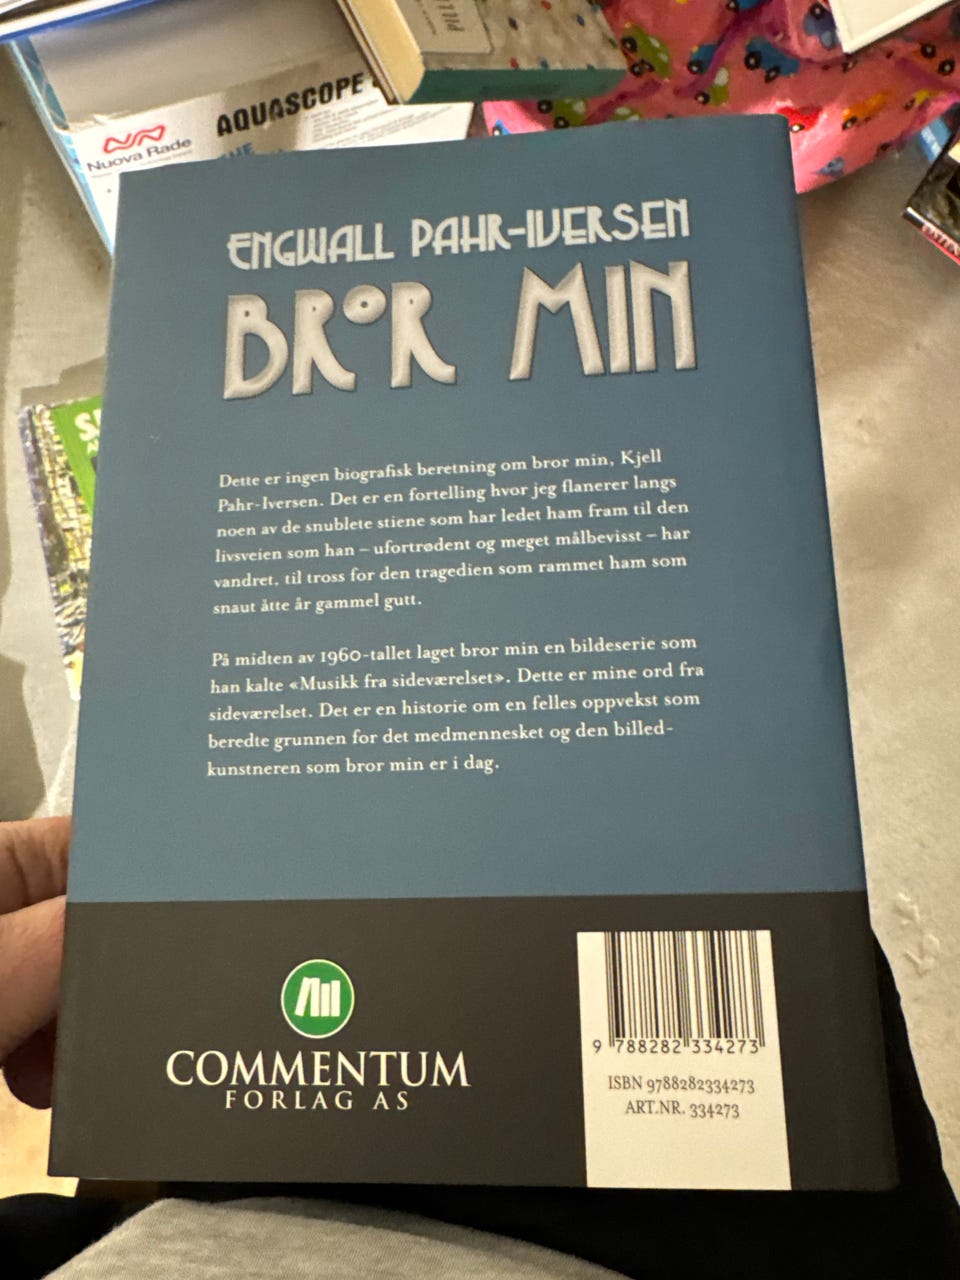 AQUASCOPE
Nuova Rade
ENGWALL PAHR-IVERSEN
BROR MIN
Dette er ingen biografisk beretning om bror min, Kjell
Pahr-Iversen. Det er en fortelling hvor jeg flanerer langs
noen av de snublete stiene som har ledet ham fram til den
livsveien som han – ufortrødent og meget målbevisst – har
vandret, til tross for den tragedien som rammet ham som
snaut åtte år gammel gutt.
På midten av 1960-tallet laget bror min en bildeserie som
han kalte «Musikk fra sideværelset». Dette er mine ord fra
sideværelset. Det er en historie om en felles oppvekst som
beredte grunnen for det medmennesket og den billed-
kunstneren som bror min er i dag.
COMMENTUM
FORLAG AS
9 788282 334273
ISBN 9788282334273
ART.NR. 334273